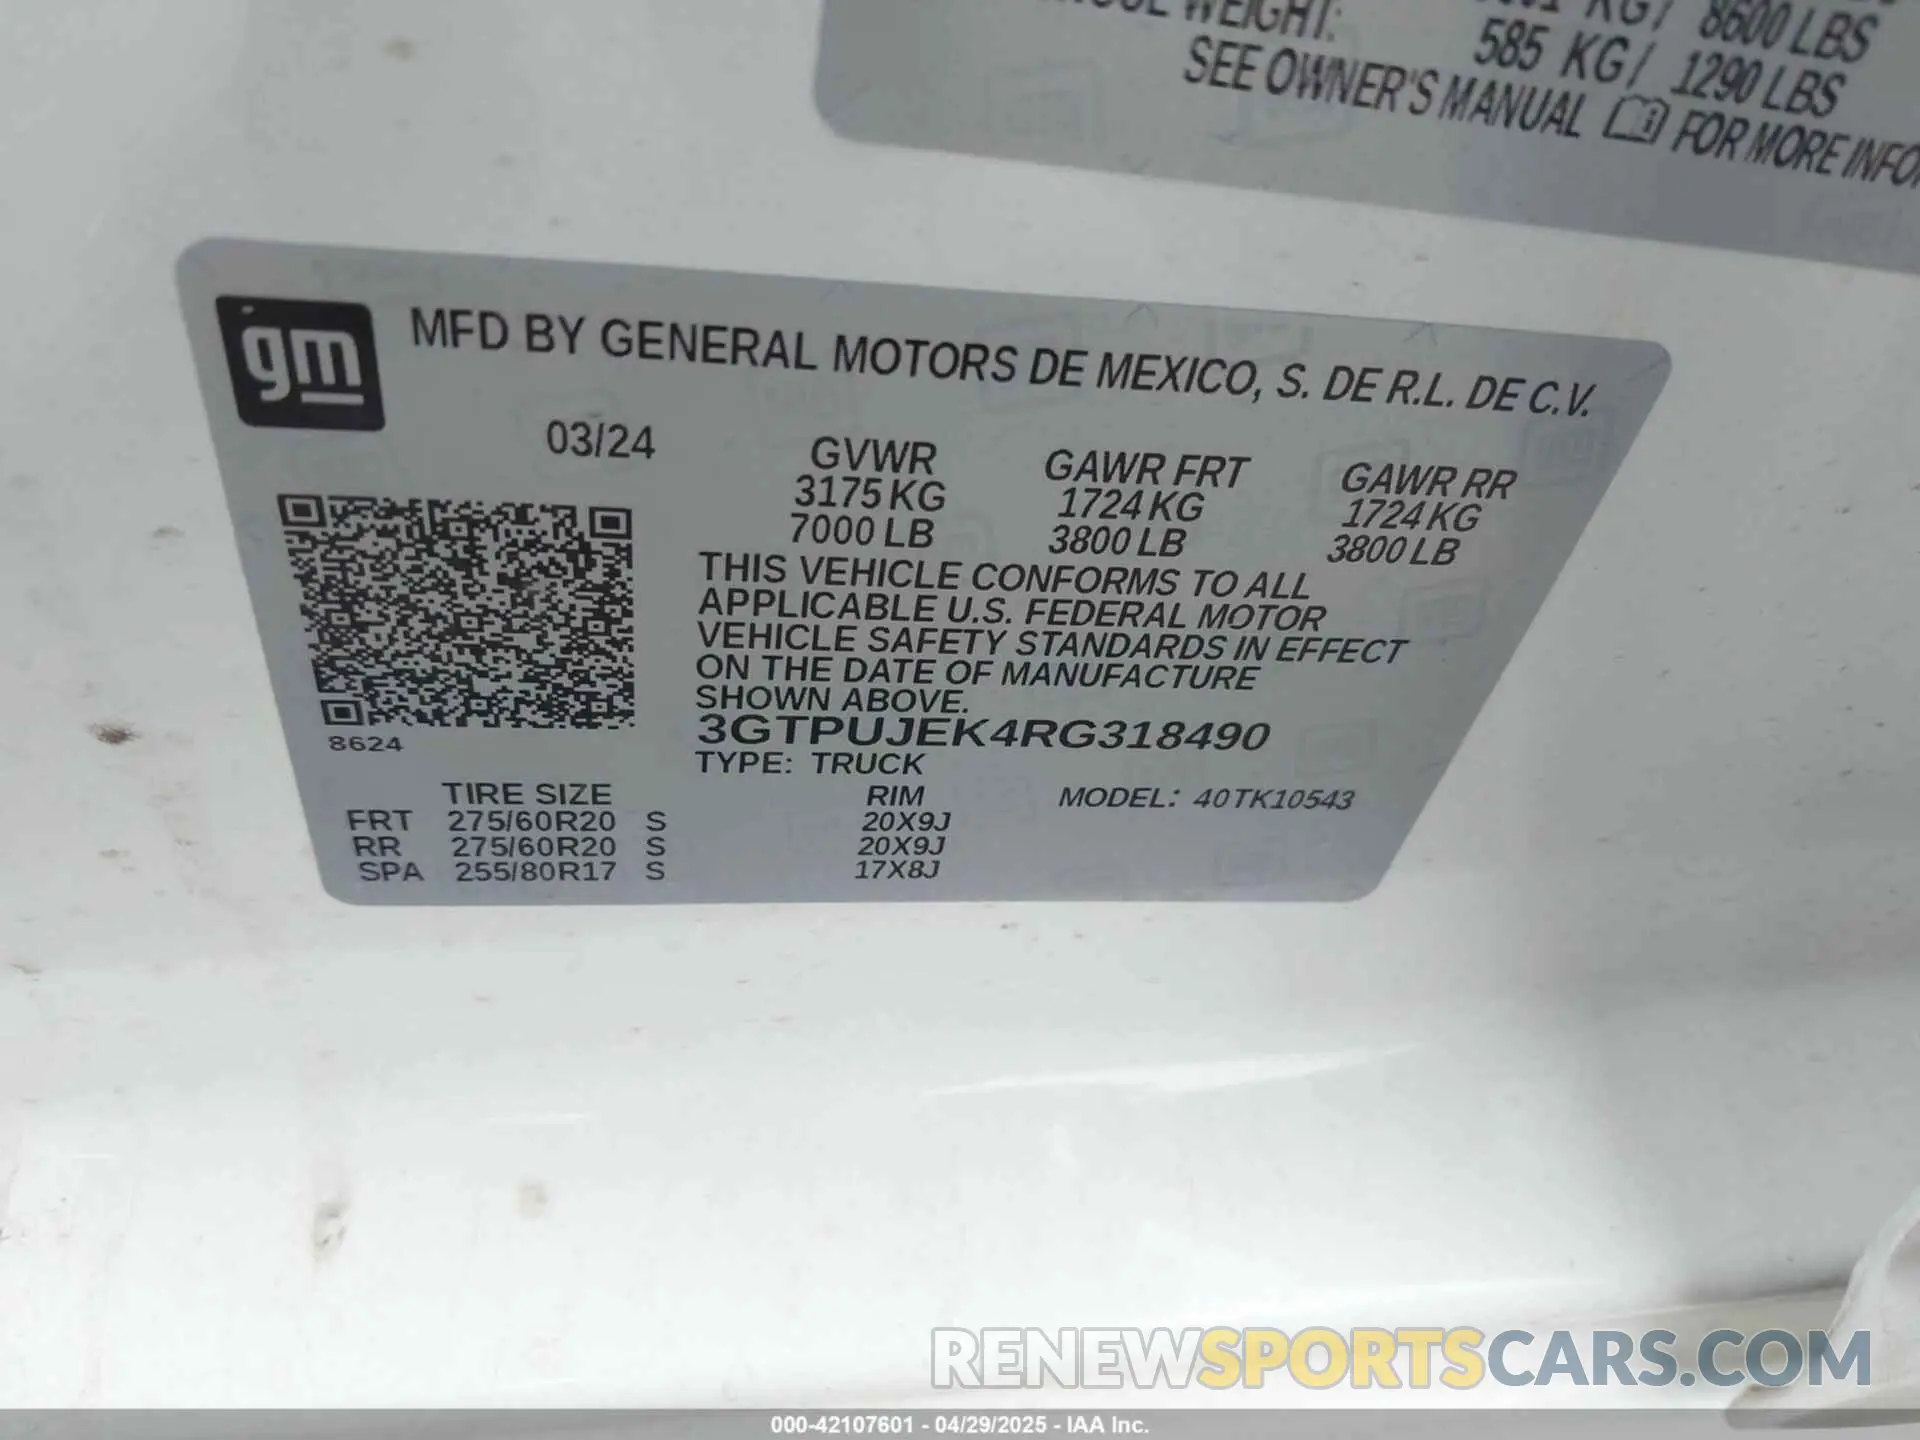 WEIGHT:
KG/ 8600 LBS
585 KG/ 1290 LBS
SEE OWNER'S MANUAL FOR MORE
gm
MFD BY GENERAL MOTORS DE MEXICO, S. DE R.L. DE C.V.
03/24
GVWR GAWR FRT GAWR RR
3175 KG 1724 KG 1724 KG
7000 LB 3800 LB 3800 LB
THIS VEHICLE CONFORMS TO ALL
APPLICABLE U.S. FEDERAL MOTOR
VEHICLE SAFETY STANDARDS IN EFFECT
ON THE DATE OF MANUFACTURE
SHOWN ABOVE.
3GTPUJEK4RG318490
8624
TYPE: TRUCK
TIRE SIZE RIM MODEL: 40TK10543
FRT 275/60R20 S 20X9J
RR 275/60R20 S 20X9J
SPA 255/80R17 S 17X8J
RENEWSPORTSCARS.COM
000-42107601 - 04/29/2025 - IAA Inc.